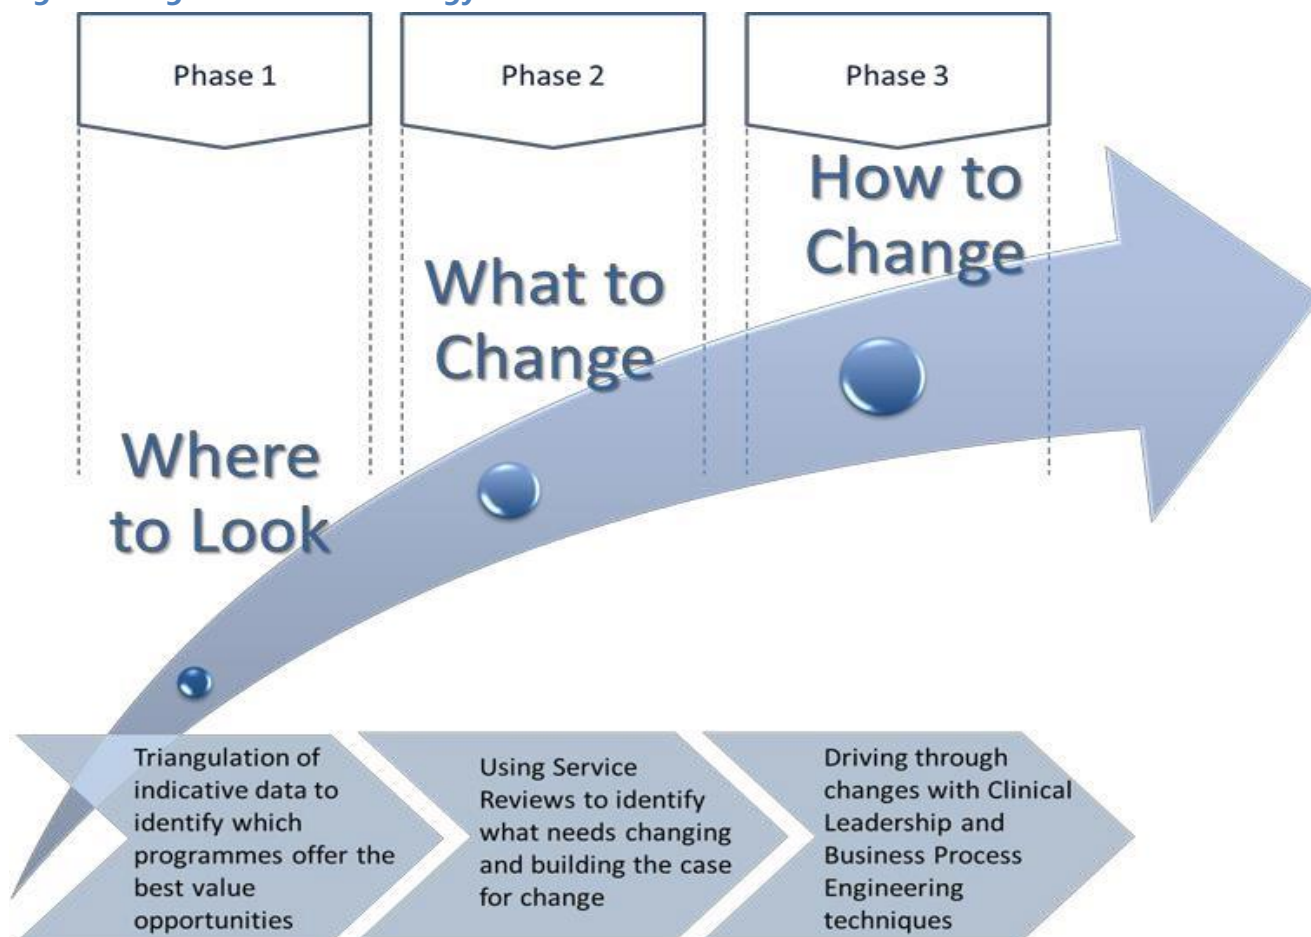 Phase 1
Phase 2
Phase 3
How to
Change
What to
Change
Where
to Look
Triangulation of
indicative data to
identify which
programmes offer the
best value
opportunities
Using Service
Reviews to identify
what needs changing
and building the case
for change
Driving through
changes with Clinical
Leadership and
Business Process
Engineering
techniques